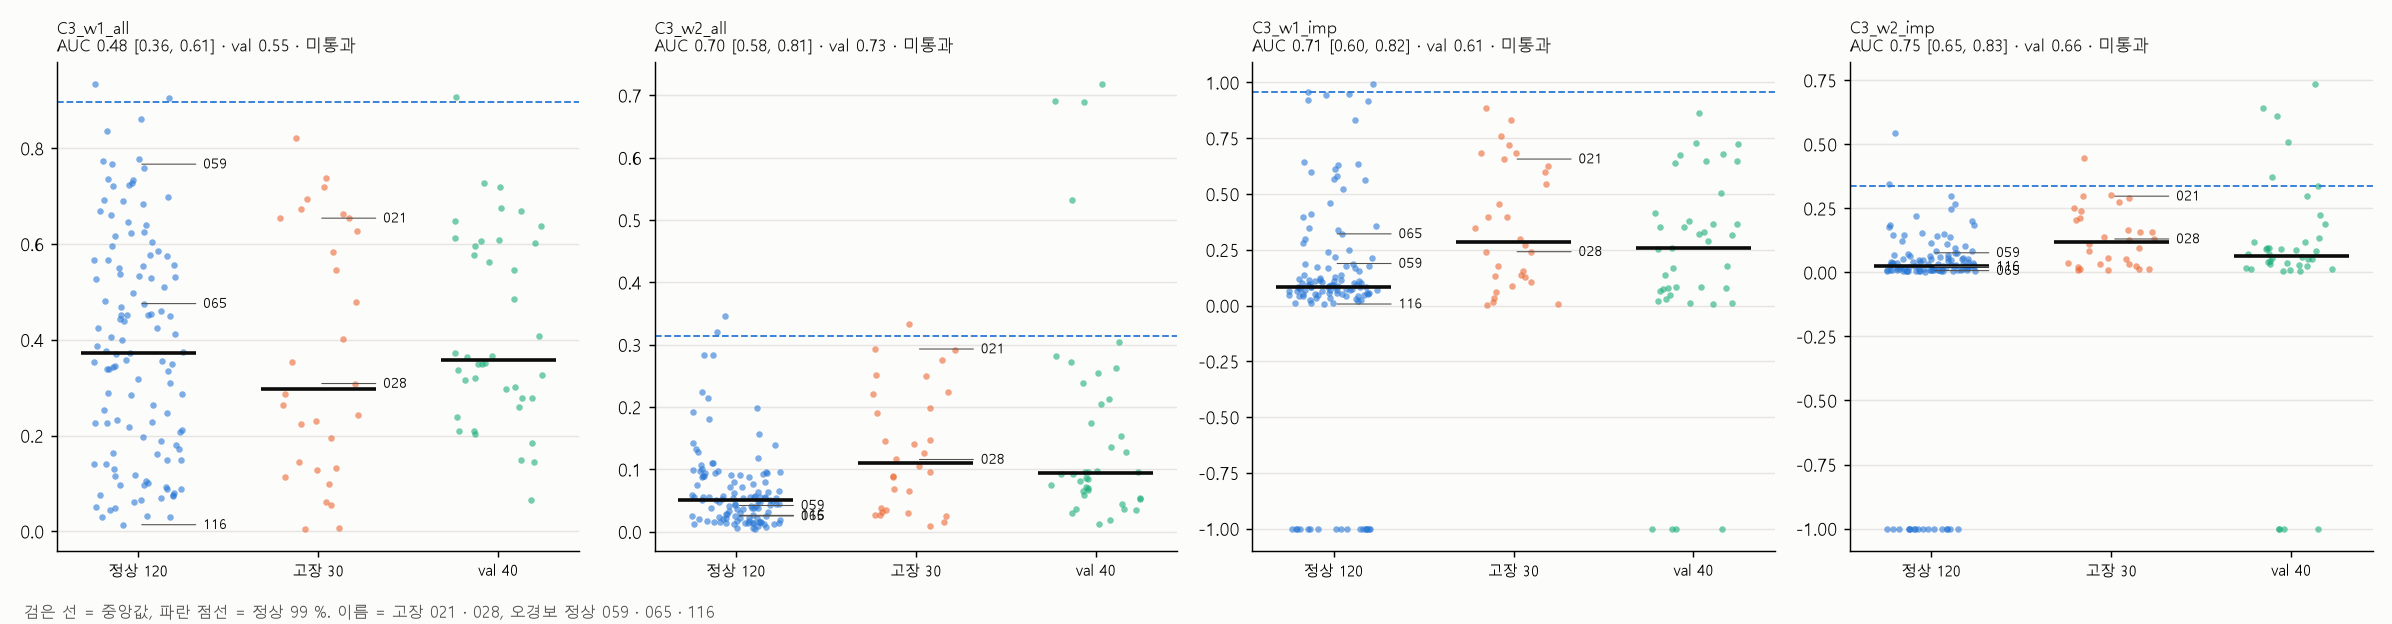 C3_w1_all
AUC 0.48 [0.36, 0.61] · val 0.55 · 미통과
0.8
0.6
0.4
0.2
0.0
059
065
116
021
028
정상 120
고장 30
val 40
C3_w2_all
AUC 0.70 [0.58, 0.81] · val 0.73 · 미통과
0.7
0.6
0.5
0.4
0.3
0.2
0.1
0.0
059
021
028
정상 120
고장 30
val 40
C3_w1_imp
AUC 0.71 [0.60, 0.82] · val 0.61 · 미통과
1.00
0.75
0.50
0.25
0.00
-0.25
-0.50
-0.75
-1.00
065
059
116
021
028
정상 120
고장 30
val 40
C3_w2_imp
AUC 0.75 [0.65, 0.83] · val 0.66 · 미통과
0.75
0.50
0.25
0.00
-0.25
-0.50
-0.75
-1.00
059
021
028
정상 120
고장 30
val 40
검은 선 = 중앙값, 파란 점선 = 정상 99 %. 이름 = 고장 021 · 028, 오경보 정상 059 · 065 · 116